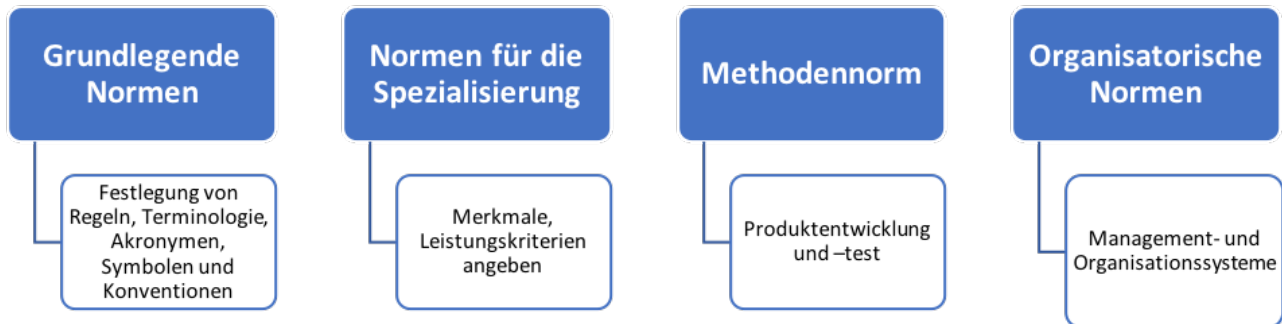 Grundlegende
Normen
Festlegung von
Regeln, Terminologie,
Akronymen,
Symbolen und
Konventionen
Normen für die
Spezialisierung
Merkmale,
Leistungskriterien
angeben
Methodennorm
Produktentwicklung
und –test
Organisatorische
Normen
Management- und
Organisationssysteme